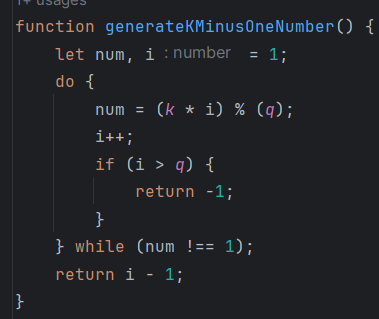 1+ usages
function generateKMinusOneNumber() {
let num, i : number = 1;
do {
num = (k * i) % (q);
i++;
if (i > q) {
return -1;
}
} while (num !== 1);
return i - 1;
}